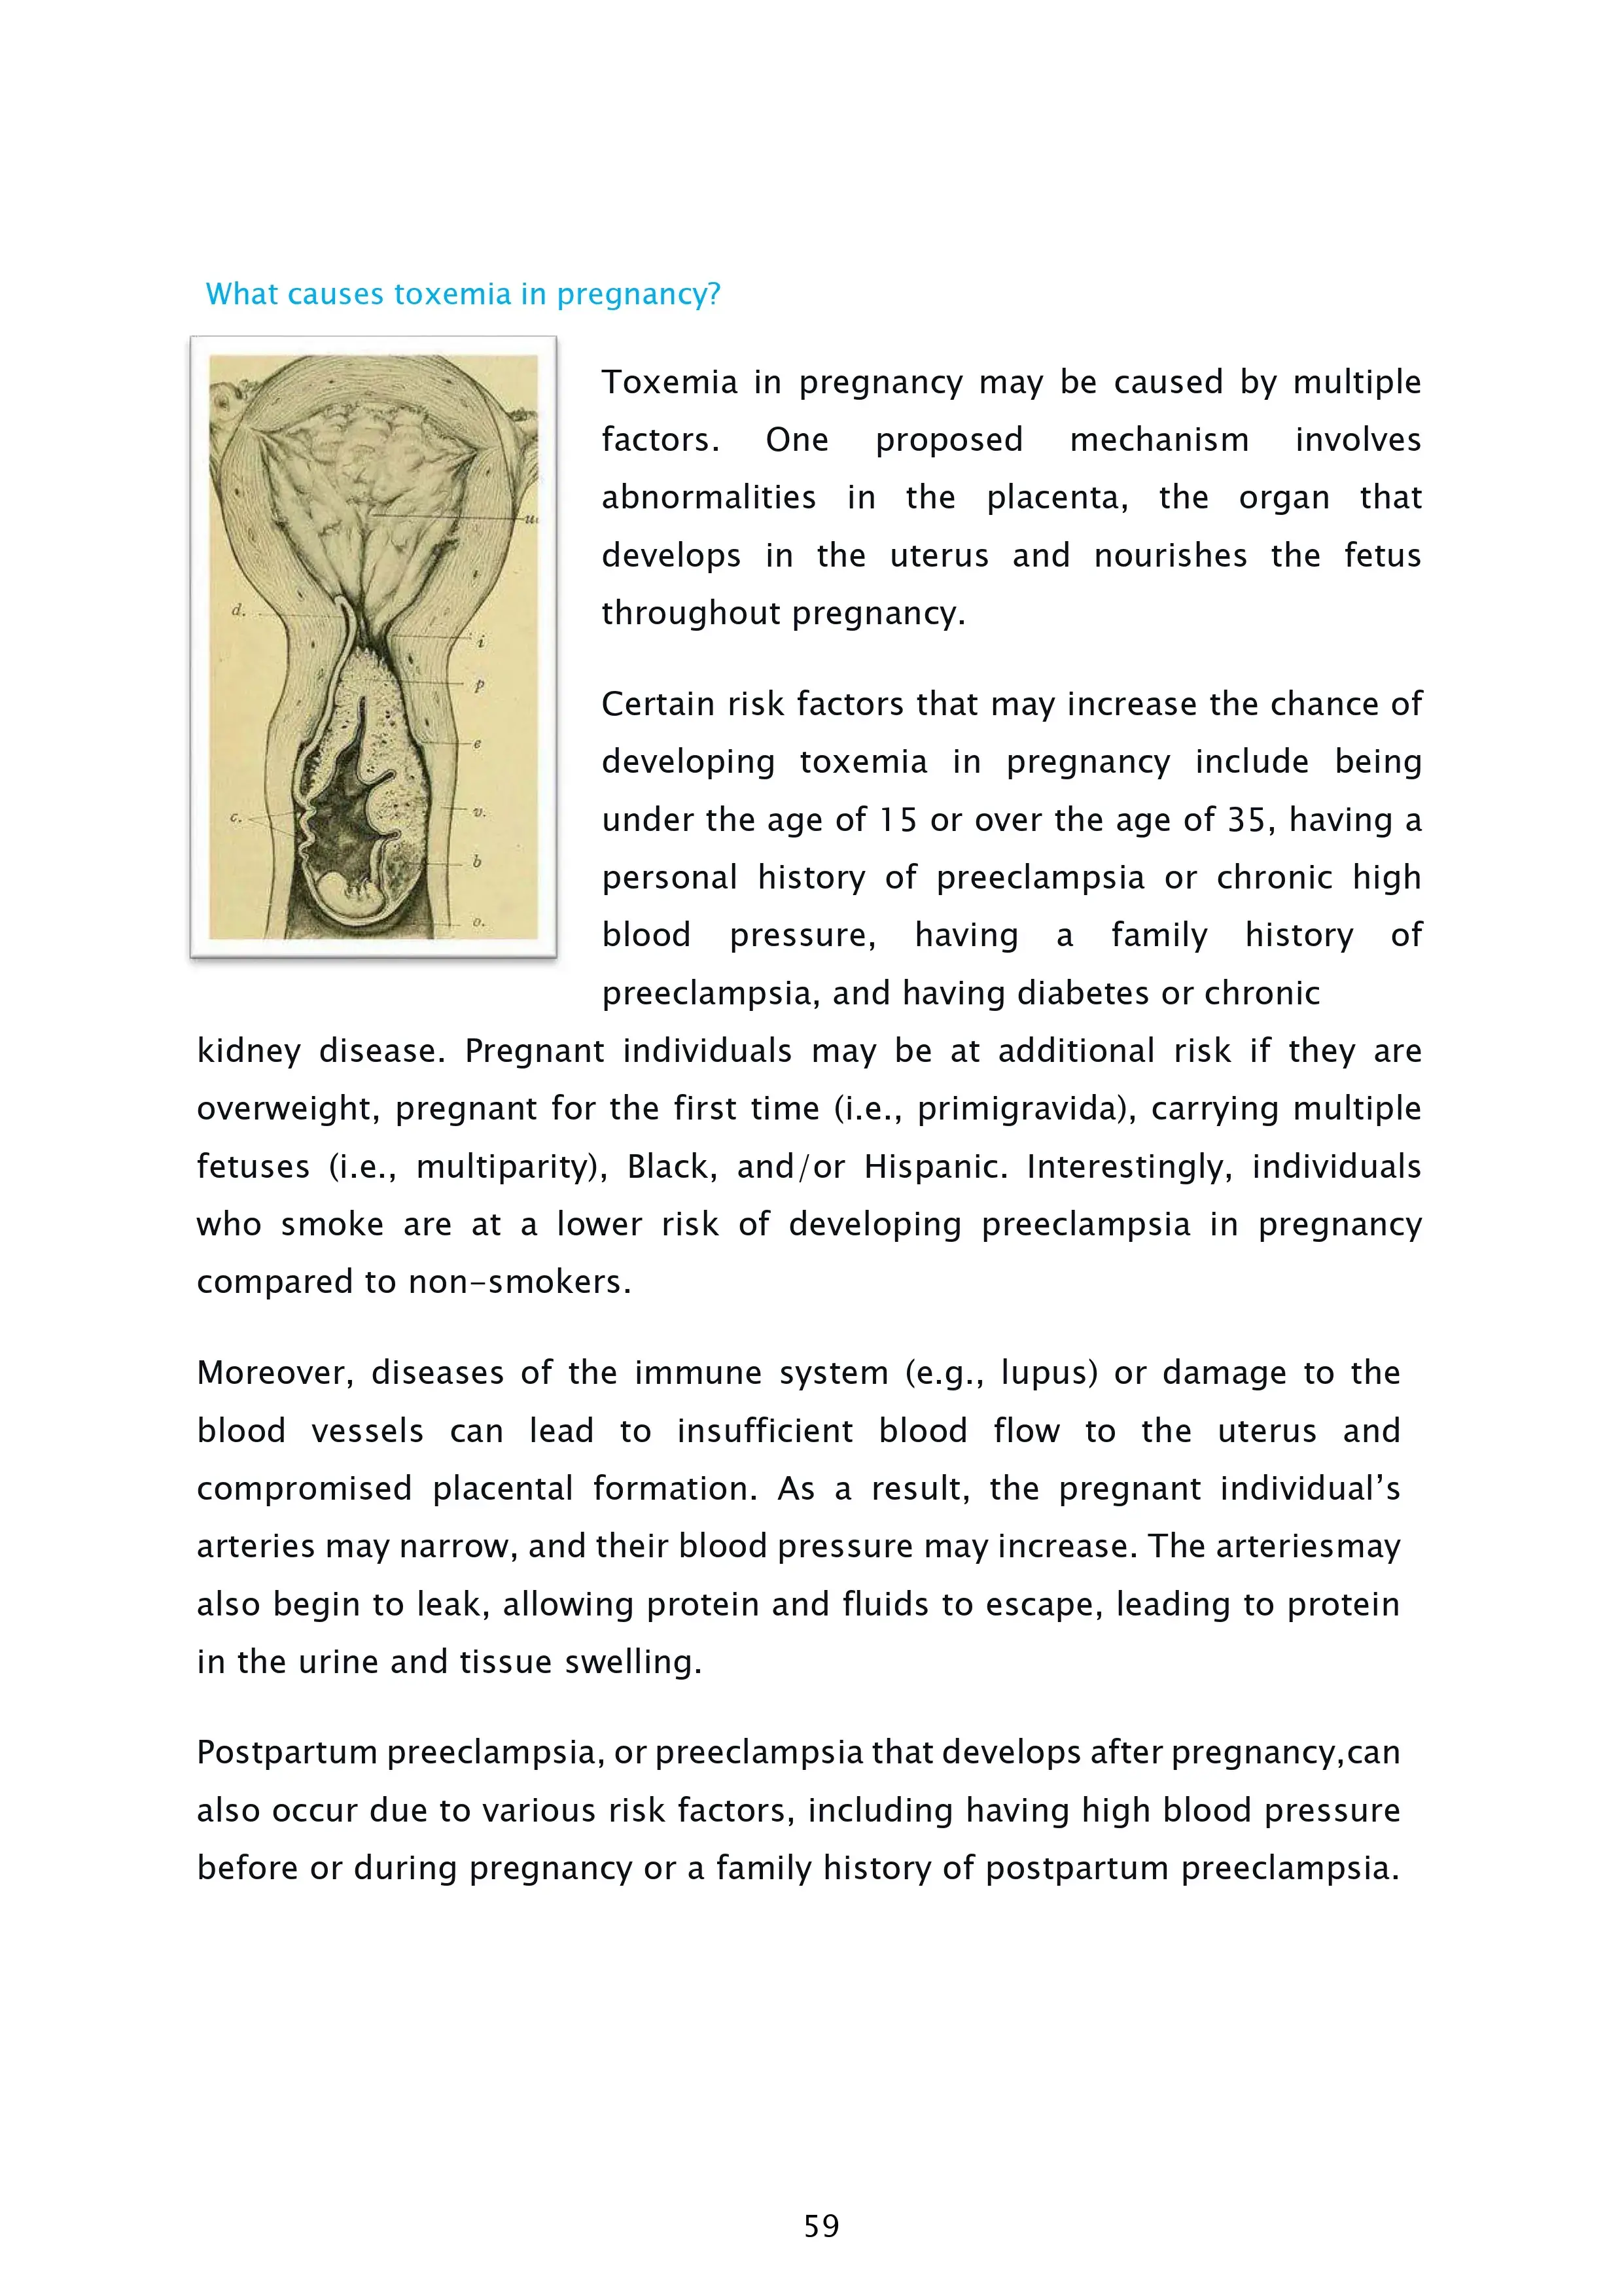 What causes toxemia in pregnancy?
Toxemia in pregnancy may be caused by multiple
factors. One proposed mechanism involves
abnormalities in the placenta, the organ that
develops in the uterus and nourishes the fetus
throughout pregnancy.
u
d.
i
p
e
c.
v.
b
o.
Certain risk factors that may increase the chance of
developing toxemia in pregnancy include being
under the age of 15 or over the age of 35, having a
personal history of preeclampsia or chronic high
blood pressure, having a family history of
preeclampsia, and having diabetes or chronic
kidney disease. Pregnant individuals may be at additional risk if they are
overweight, pregnant for the first time (i.e., primigravida), carrying multiple
fetuses (i.e., multiparity), Black, and/or Hispanic. Interestingly, individuals
who smoke are at a lower risk of developing preeclampsia in pregnancy
compared to non-smokers.
Moreover, diseases of the immune system (e.g., lupus) or damage to the
blood vessels can lead to insufficient blood flow to the uterus and
compromised placental formation. As a result, the pregnant individual’s
arteries may narrow, and their blood pressure may increase. The arteriesmay
also begin to leak, allowing protein and fluids to escape, leading to protein
in the urine and tissue swelling.
Postpartum preeclampsia, or preeclampsia that develops after pregnancy,can
also occur due to various risk factors, including having high blood pressure
before or during pregnancy or a family history of postpartum preeclampsia.
59